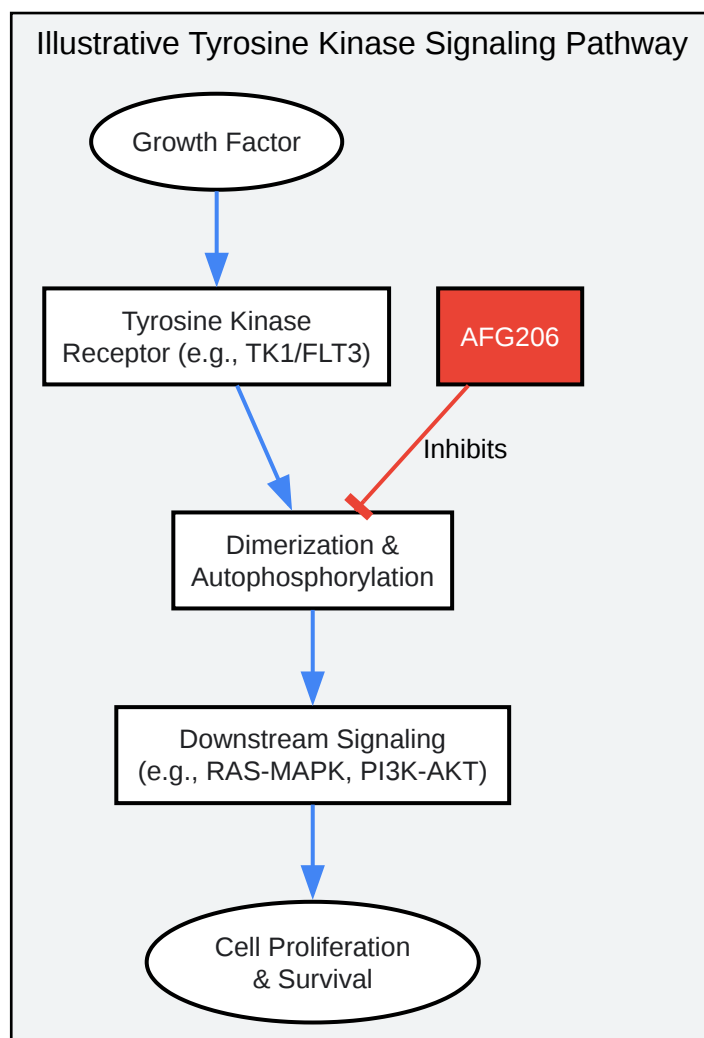 Illustrative Tyrosine Kinase Signaling Pathway
Growth Factor
Tyrosine Kinase
Receptor (e.g., TK1/FLT3)
AFG206
Inhibits
Dimerization &
Autophosphorylation
Downstream Signaling
(e.g., RAS-MAPK, PI3K-AKT)
Cell Proliferation
& Survival